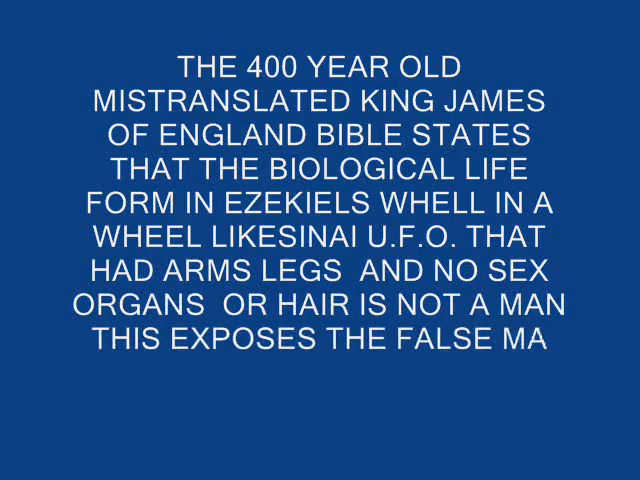 THE 400 YEAR OLD
MISTRANSLATED KING JAMES
OF ENGLAND BIBLE STATES
THAT THE BIOLOGICAL LIFE
FORM IN EZEKIELS WHELL IN A
WHEEL LIKESINAI U.F.O. THAT
HAD ARMS LEGS  AND NO SEX
ORGANS  OR HAIR IS NOT A MAN
THIS EXPOSES THE FALSE MA